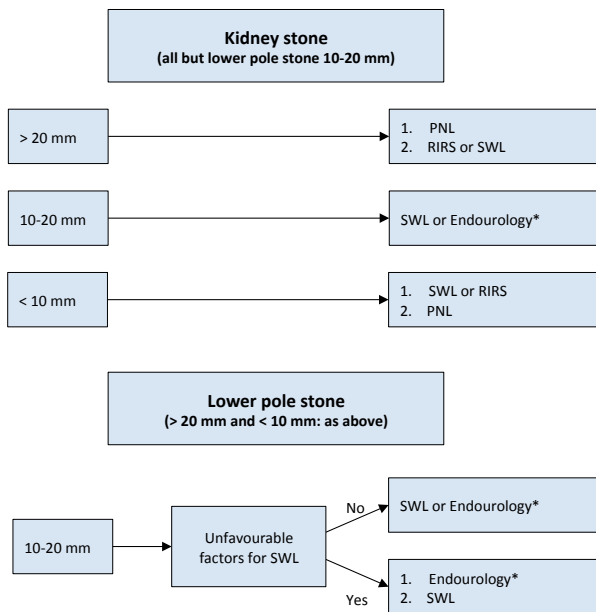 Kidney stone
(all but lower pole stone 10-20 mm)
> 20 mm
1. PNL
2. RIRS or SWL
10-20 mm
SWL or Endourology*
< 10 mm
1. SWL or RIRS
2. PNL
Lower pole stone
(> 20 mm and < 10 mm: as above)
10-20 mm
Unfavourable
factors for SWL
No
SWL or Endourology*
Yes
1. Endourology*
2. SWL